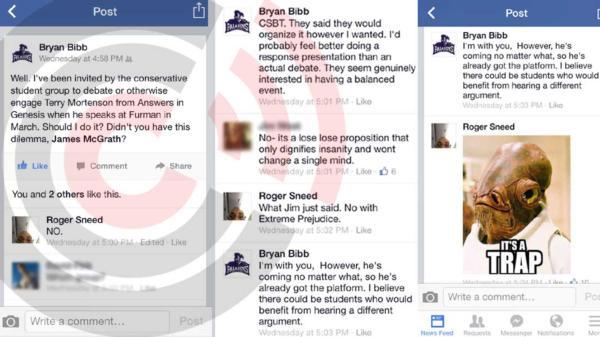 Post
Bryan Bibb
Wednesday at 4:58 PM
Well. I've been invited by the conservative
student group to debate or otherwise
engage Terry Mortenson from Answers in
Genesis when he speaks at Furman in
March. Should I do it? Didn't you have this
dilemma, James McGrath?
Like Comment Share
You and 2 others like this.
Roger Sneed
NO.
Wednesday at 5:00 PM · Edited · Like
Write a comment... Post
Bryan Bibb
CSBT. They said they would
organize it however I wanted. I'd
probably feel better doing a
response presentation than an
actual debate. They seem genuinely
interested in having a balanced
event.
Wednesday at 5:01 PM · Like
No- its a lose lose proposition that
only dignifies insanity and wont
change a single mind.
Wednesday at 5:01 PM · Like · 6
Roger Sneed
What Jim just said. No with
Extreme Prejudice.
Wednesday at 5:02 PM · Like
Bryan Bibb
I'm with you, However, he's
coming no matter what, so he's
already got the platform. I believe
there could be students who would
benefit from hearing a different
argument.
Wednesday at 5:03 PM · Like
Post
Bryan Bibb
I'm with you, However, he's
coming no matter what, so he's
already got the platform. I believe
there could be students who would
benefit from hearing a different
argument.
Wednesday at 5:03 PM · Like
Roger Sneed
IT'S A
TRAP
Write a comment... Post
News Feed Requests Messenger Notifications